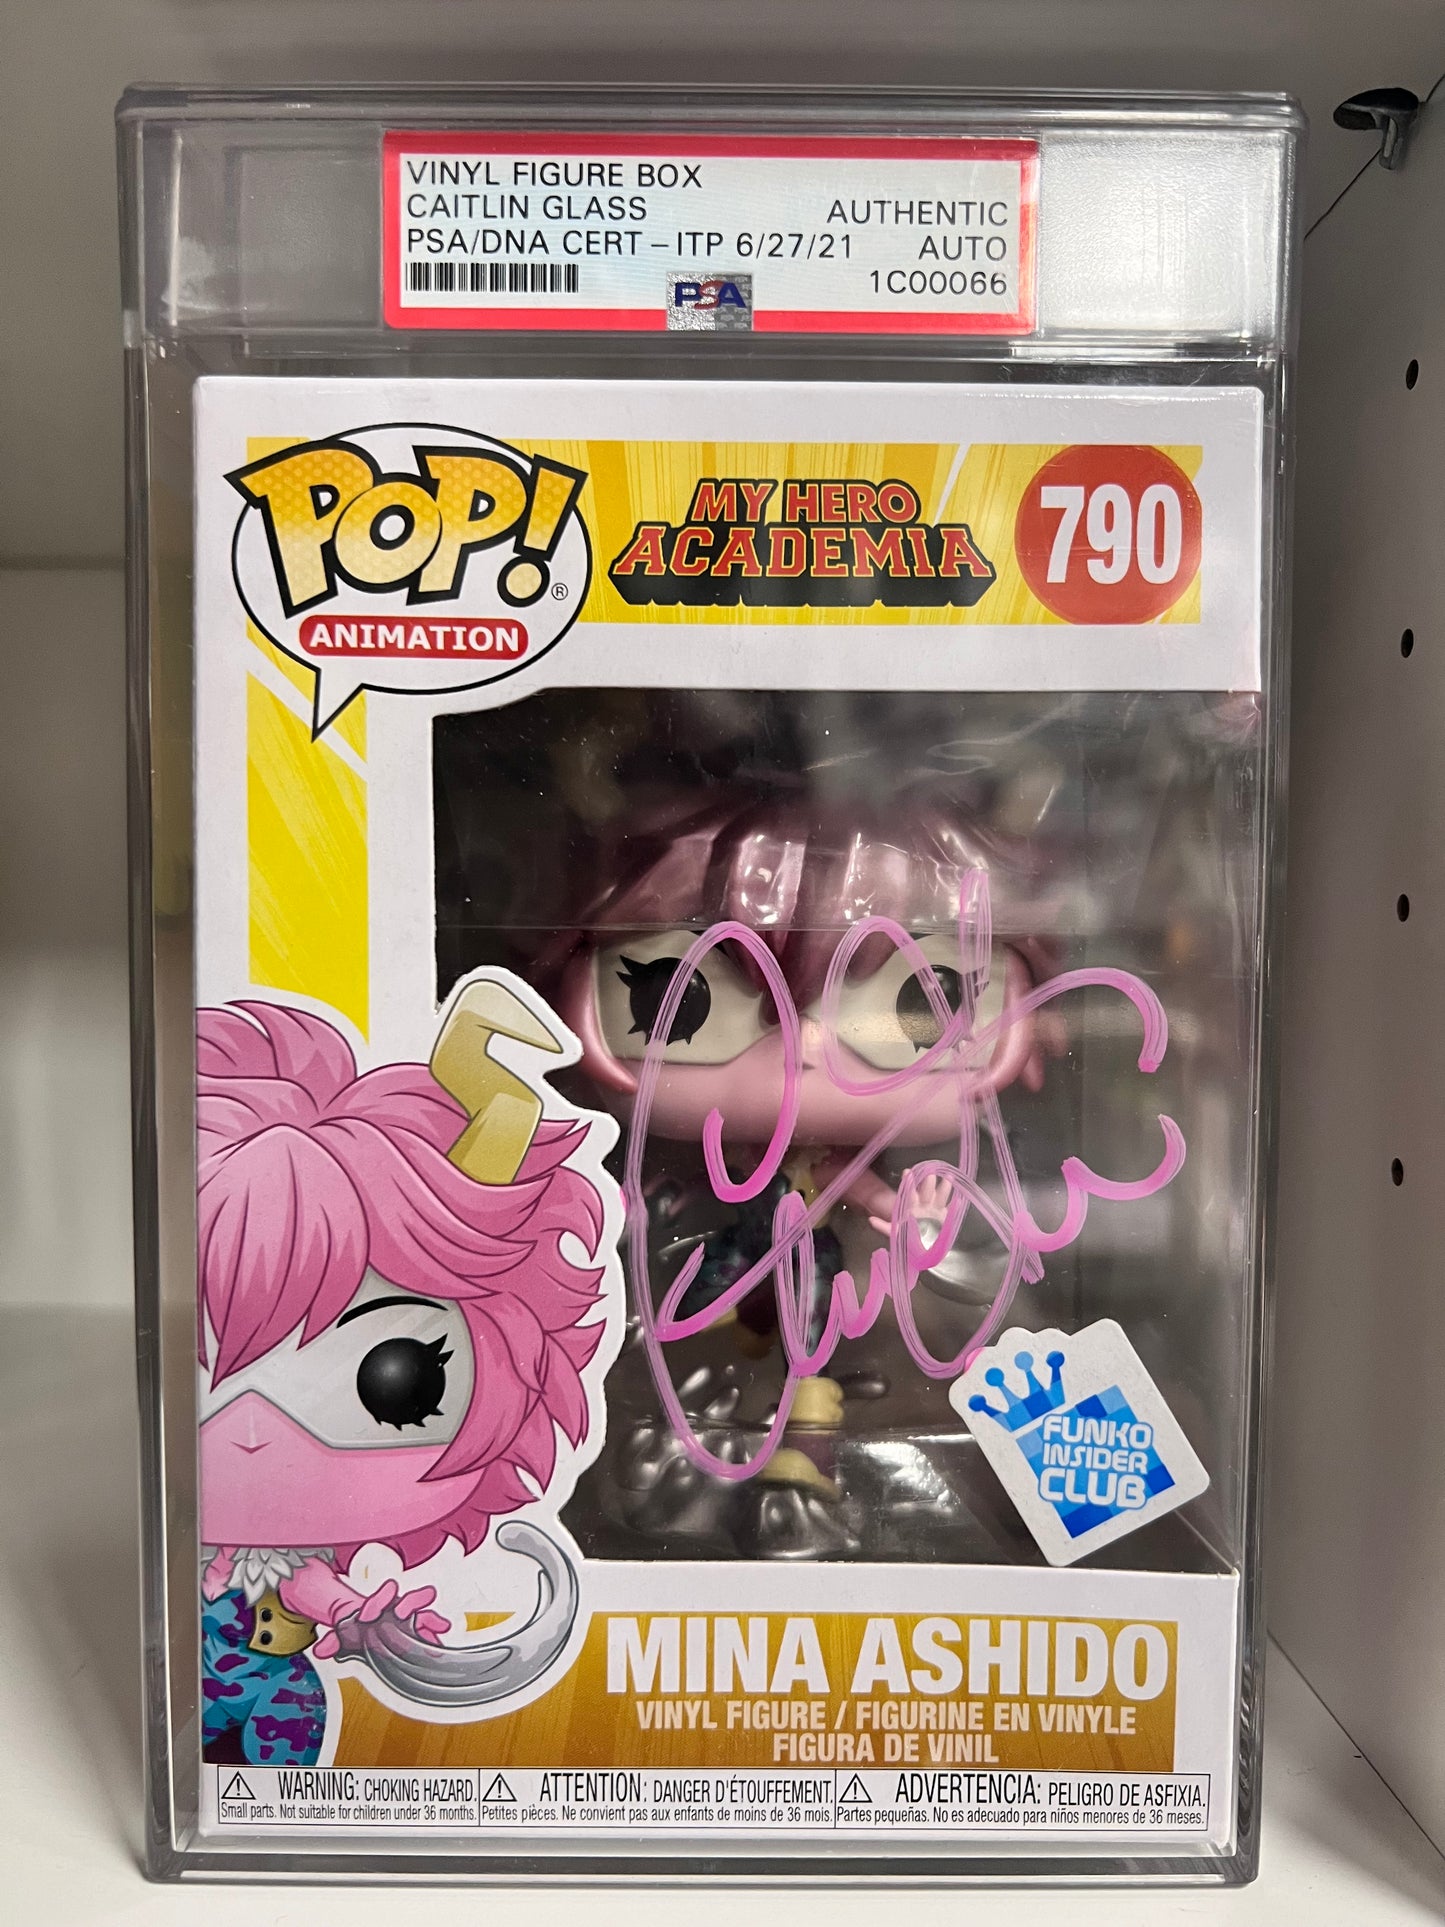 VINYL FIGURE BOX
CAITLIN GLASS AUTHENTIC
PSA/DNA CERT – ITP 6/27/21 AUTO
1C00066
PSA
POP! ®
ANIMATION
MY HERO
ACADEMIA
790
FUNKO
INSIDER
CLUB
MINA ASHIDO
VINYL FIGURE / FIGURINE EN VINYLE
FIGURA DE VINIL
WARNING: CHOKING HAZARD.
Small parts. Not suitable for children under 36 months.
ATTENTION: DANGER D'ÉTOUFFEMENT.
Petites pièces. Ne convient pas aux enfants de moins de 36 mois.
ADVERTENCIA: PELIGRO DE ASFIXIA.
Partes pequeñas. No es adecuado para niños menores de 36 meses.